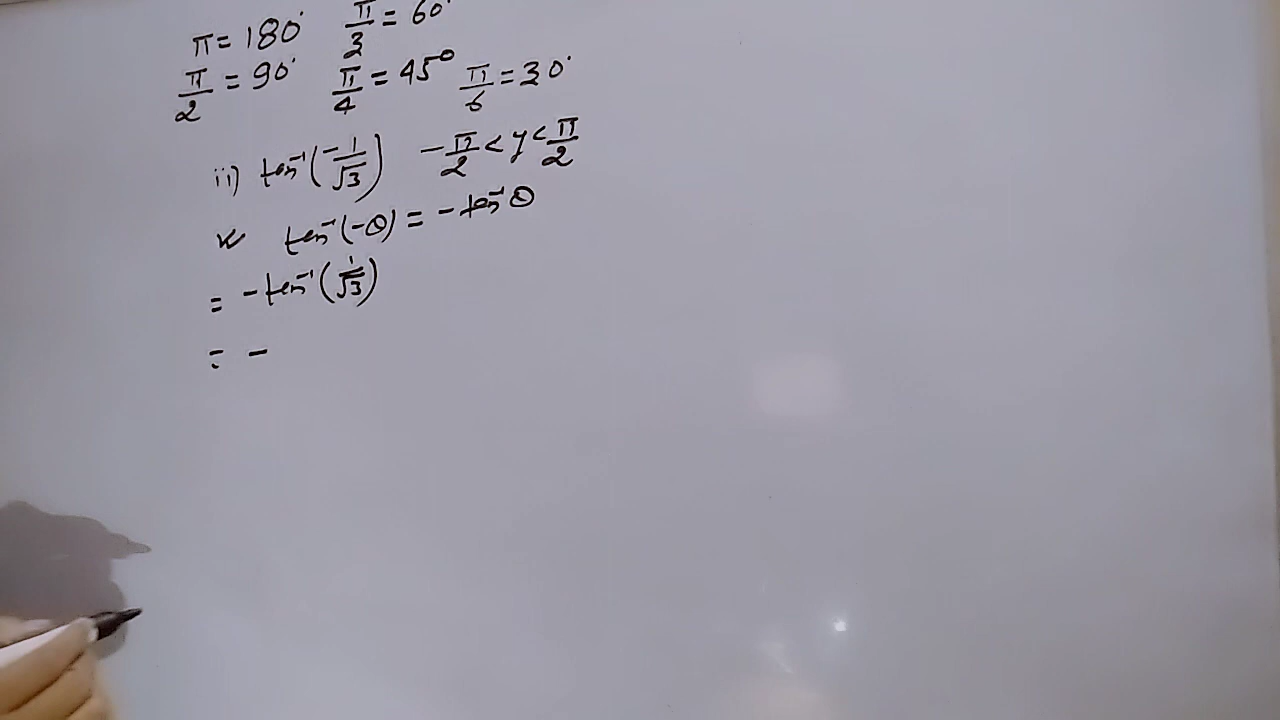 π = 180° π/3 = 60°
π/2 = 90° π/4 = 45° π/6 = 30°
ii) tan⁻¹(-1/√3) -π/2 < y < π/2
tan⁻¹(-θ) = -tan⁻¹θ
= -tan⁻¹(1/√3)
= -